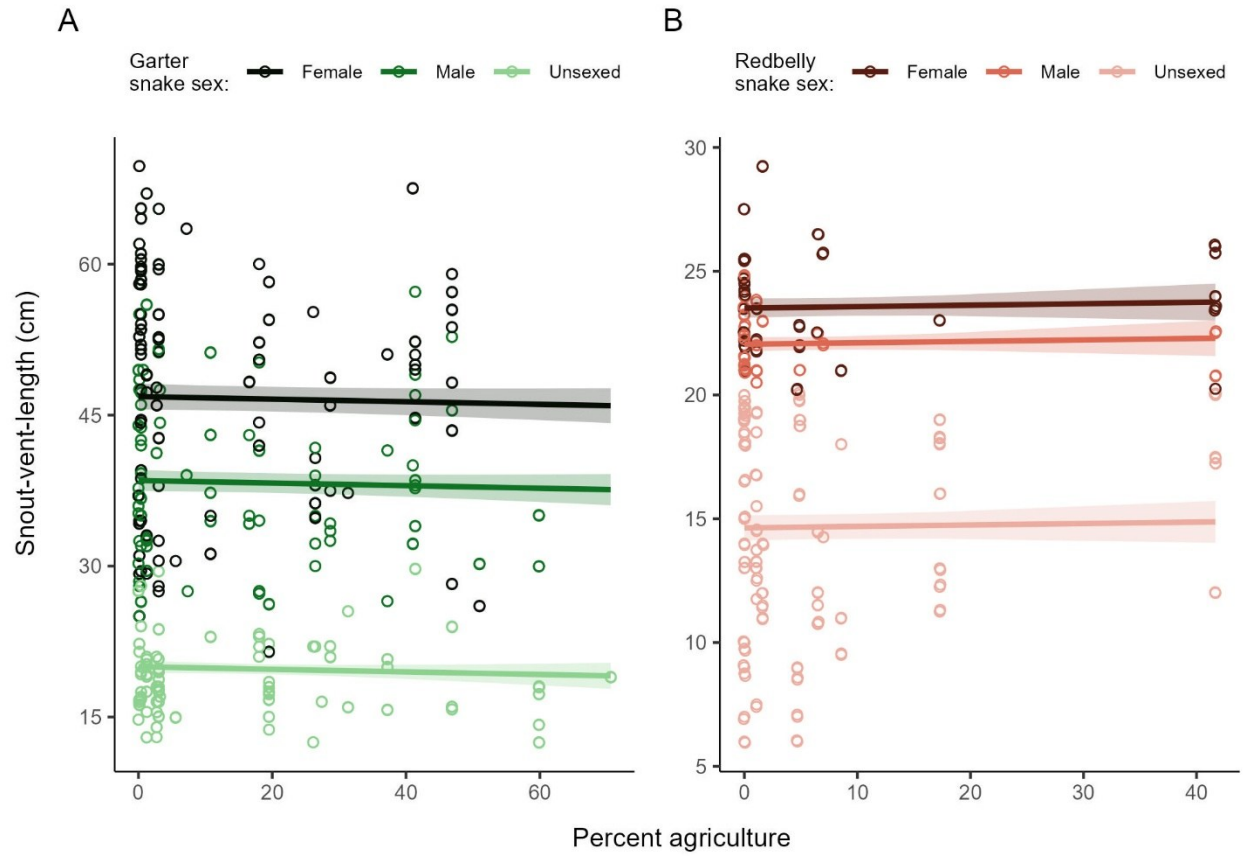 A
Garter
snake sex:
Female
Male
Unsexed
Snout-vent-length (cm)
60
45
30
15
0
20
40
60
B
Redbelly
snake sex:
Female
Male
Unsexed
30
25
20
15
10
5
0
10
20
30
40
Percent agriculture